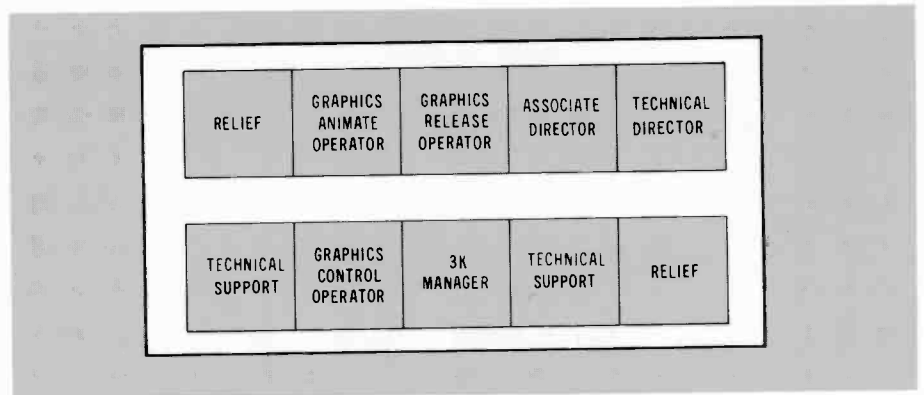 RELIEF
GRAPHICS
ANIMATE
OPERATOR
GRAPHICS
RELEASE
OPERATOR
ASSOCIATE
DIRECTOR
TECHNICAL
DIRECTOR
TECHNICAL
SUPPORT
GRAPHICS
CONTROL
OPERATOR
3K
MANAGER
TECHNICAL
SUPPORT
RELIEF